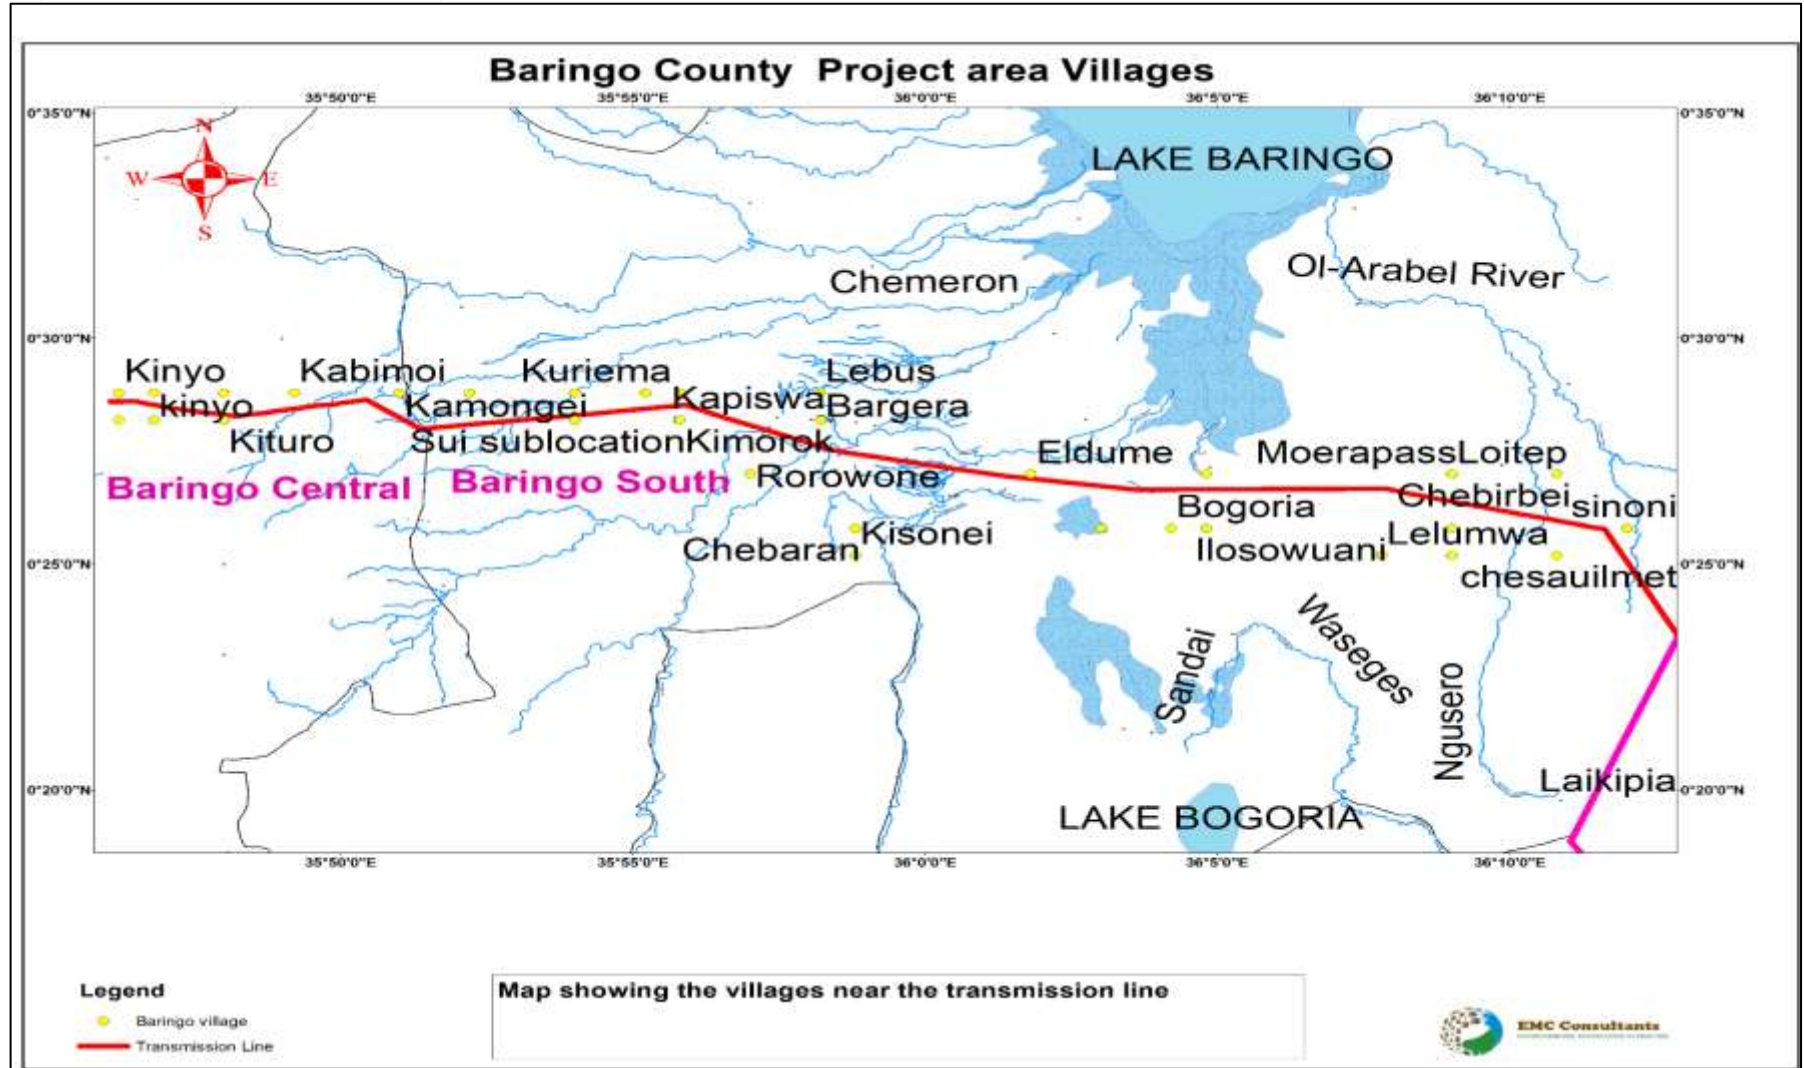 Baringo County Project area Villages
35°50'0"E 35°55'0"E 36°0'0"E 36°5'0"E 36°10'0"E
0°35'0"N 0°35'0"N
N
W E
S
LAKE BARINGO
Chemeron
Ol-Arabel River
0°30'0"N 0°30'0"N
Kinyo Kabimoi Kuriema Lebus
kinyo Kamongei Kapiswa Bargera
Kituro Sui sublocation Kimorok Eldume Moerapass Loitep
Baringo Central Baringo South Rorowone Bogoria Chebirbei sinoni
Chebaran Kisonei Ilosowuani Lelumwa
0°25'0"N 0°25'0"N
chesauilmet
Sandai Waseges Ngusero
0°20'0"N Laikipia 0°20'0"N
LAKE BOGORIA
35°50'0"E 35°55'0"E 36°0'0"E 36°5'0"E 36°10'0"E
Legend
Baringo village
Transmission Line
Map showing the villages near the transmission line
EMC Consultants